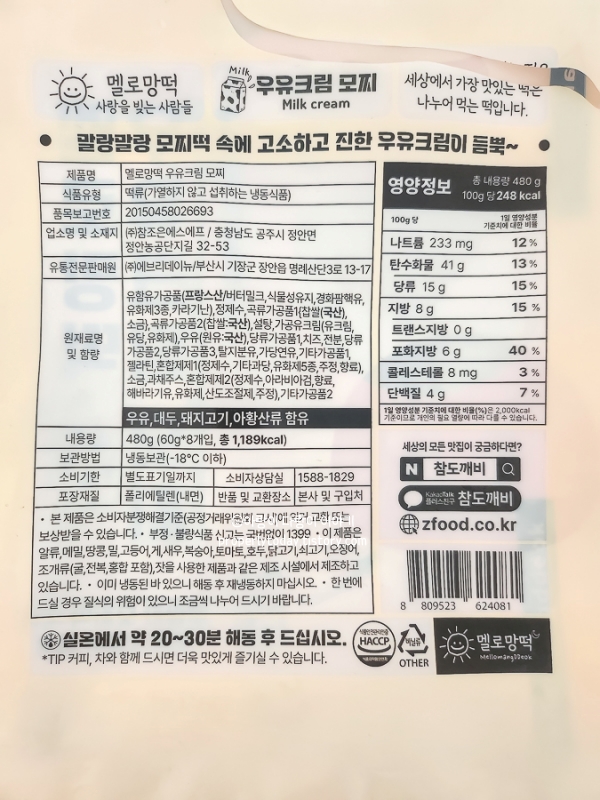 멜로망떡
사랑을 빚는 사람들
Milk
우유크림 모찌
Milk cream
세상에서 가장 맛있는 떡은
나누어 먹는 떡입니다.
말랑말랑 모찌떡 속에 고소하고 진한 우유크림이 듬뿍~
제품명 멜로망떡 우유크림 모찌
식품유형 떡류(가열하지 않고 섭취하는 냉동식품)
품목보고번호 20150458026693
업소명 및 소재지 ㈜참조은에스에프 / 충청남도 공주시 정안면
정안농공단지길 32-53
유통전문판매원 ㈜에브리데이뉴/부산시 기장군 장안읍 명례산단3로 13-17
원재료명 및 함량
유함유가공품(프랑스산/버터밀크,식물성유지,경화팜핵유,
유화제3종,카라기난),정제수,곡류가공품1(찹쌀(국산),
소금),곡류가공품2(찹쌀:국산),설탕,가공유크림(유크림,
유당,유화제),우유(원유:국산),당류가공품1,치즈,전분,당류
가공품2,당류가공품3,탈지분유,가당연유,기타가공품1,
젤라틴,혼합제제1(정제수,기타과당,유화제5종,주정,향료),
소금,과채주스,혼합제제2(정제수,아라비아검,향료,
해바라기유,유화제,산도조절제,주정),기타가공품2
우유,대두,돼지고기,아황산류 함유
내용량 480g (60g*8개입, 총 1,189kcal)
보관방법 냉동보관(-18°C 이하)
소비기한 별도표기일까지 소비자상담실 1588-1829
포장재질 폴리에틸렌(내면) 반품 및 교환장소 본사 및 구입처
• 본 제품은 소비자분쟁해결기준(공정거래위원회 고시)에 의거 교환 또는
보상받을 수 있습니다. • 부정·불량식품 신고는 국번없이 1399 • 이 제품은
알류,메밀,땅콩,밀,고등어,게,새우,복숭아,토마토,호두,닭고기,쇠고기,오징어,
조개류(굴,전복,홍합 포함),잣을 사용한 제품과 같은 제조 시설에서 제조하고
있습니다. • 이미 냉동된 바 있으니 해동 후 재냉동하지 마십시오. • 한 번에
드실 경우 질식의 위험이 있으니 조금씩 나누어 드시기 바랍니다.
실온에서 약 20~30분 해동 후 드십시오.
*TIP 커피, 차와 함께 드시면 더욱 맛있게 즐기실 수 있습니다.
영양정보 총 내용량 480 g
100g 당 248 kcal
100g 당 1일 영양성분
기준치에 대한 비율
나트륨 233 mg 12 %
탄수화물 41 g 13 %
당류 15 g 15 %
지방 8 g 15 %
트랜스지방 0 g
포화지방 6 g 40 %
콜레스테롤 8 mg 3 %
단백질 4 g 7 %
1일 영양성분 기준치에 대한 비율(%)은 2,000kcal
기준이므로 개인의 필요 열량에 따라 다를 수 있습니다.
세상의 모든 맛집이 궁금하다면?
N 참도깨비
KakaoTalk
플러스친구 참도깨비
zfood.co.kr
8 809523 624081
HACCP
비닐류
OTHER
멜로망떡
Mellomang Ddeok